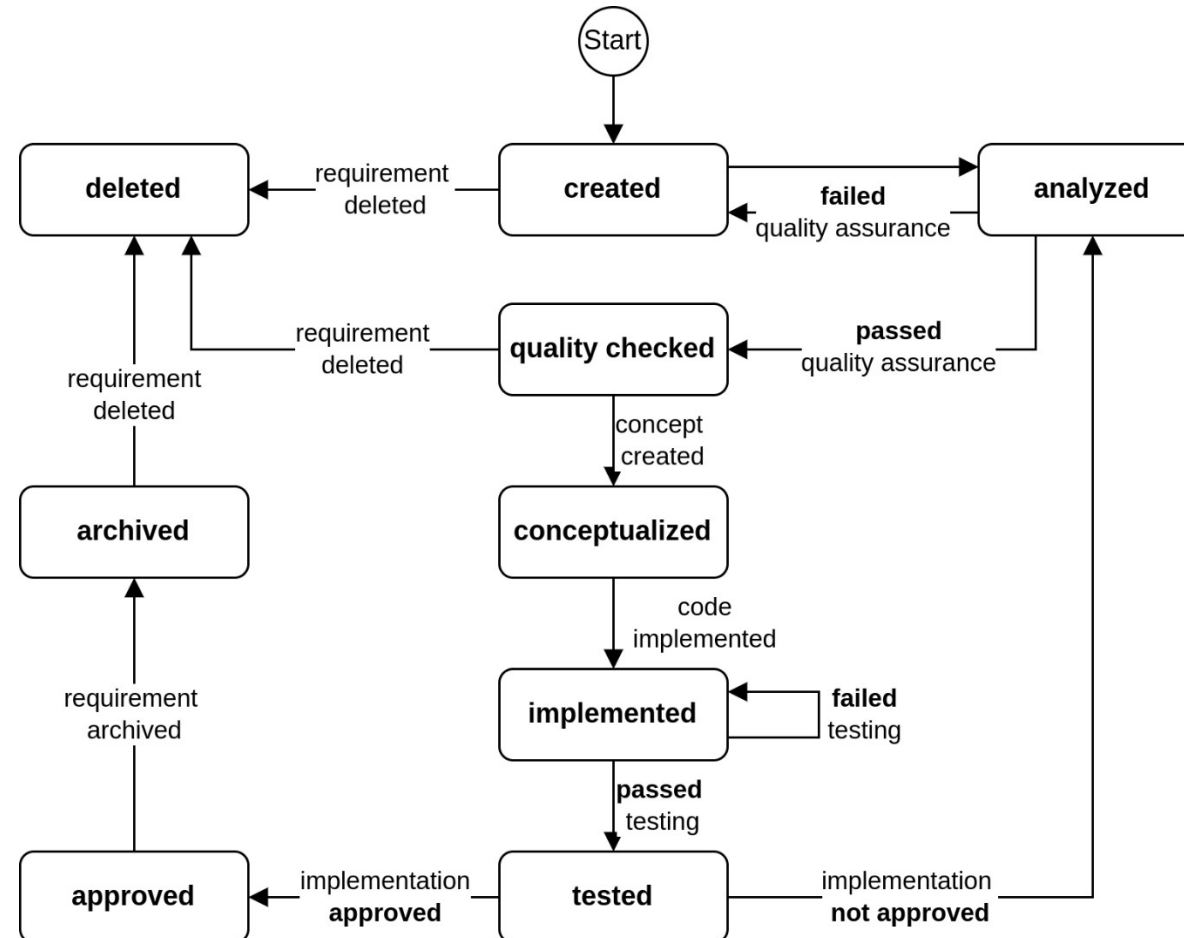 Start
deleted
requirement
deleted
created
failed
quality assurance
analyzed
requirement
deleted
quality checked
passed
quality assurance
requirement
deleted
concept
created
archived
conceptualized
code
implemented
requirement
archived
implemented
failed
testing
passed
testing
approved
implementation
approved
tested
implementation
not approved